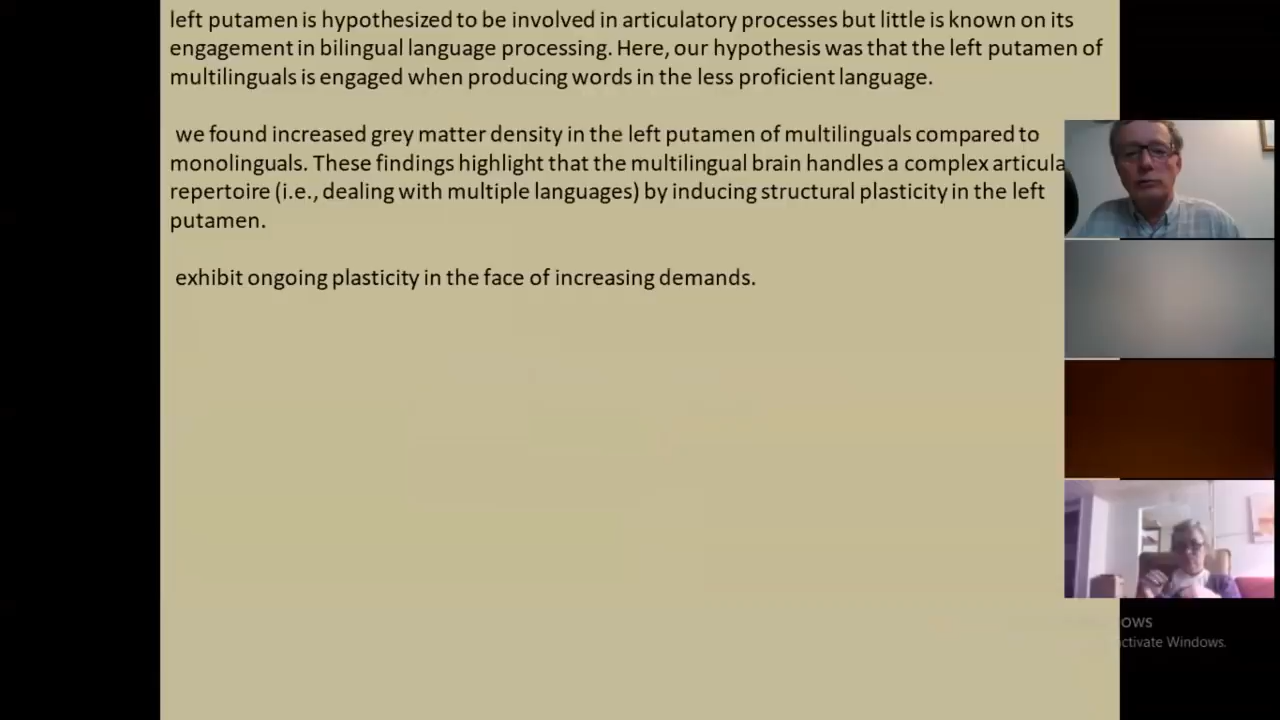 left putamen is hypothesized to be involved in articulatory processes but little is known on its
engagement in bilingual language processing. Here, our hypothesis was that the left putamen of
multilinguals is engaged when producing words in the less proficient language.
we found increased grey matter density in the left putamen of multilinguals compared to
monolinguals. These findings highlight that the multilingual brain handles a complex articula
repertoire (i.e., dealing with multiple languages) by inducing structural plasticity in the left
putamen.
exhibit ongoing plasticity in the face of increasing demands.
ows
ctivate Windows.